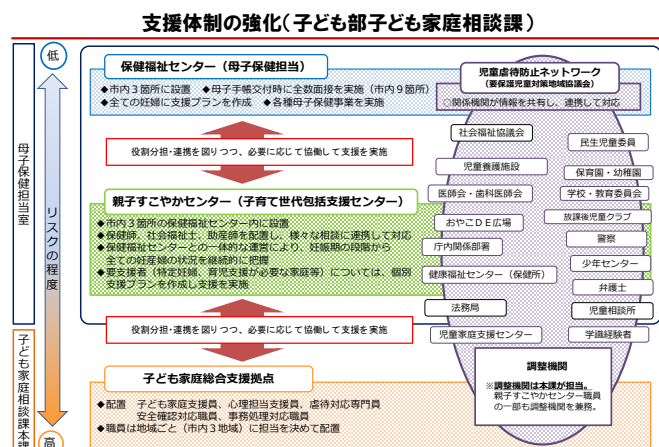 支援体制の強化(子ども部子ども家庭相談課)
低
母子保健担当室
リスクの程度
子ども家庭相談課本課
高
保健福祉センター(母子保健担当)
◆市内3箇所に設置 ◆母子手帳交付時に全数面接を実施(市内9箇所)
◆全ての妊婦に支援プランを作成 ◆各種母子保健事業を実施
役割分担・連携を図りつつ、必要に応じて協働して支援を実施
親子すこやかセンター(子育て世代包括支援センター)
◆市内3箇所の保健福祉センター内に設置
◆保健師、社会福祉士、助産師を配置し、様々な相談に連携して対応
◆保健福祉センターとの一体的な運営により、妊娠期の段階から
全ての妊産婦の状況を継続的に把握
◆要支援者(特定妊婦、育児支援が必要な家庭等)については、個別
支援プランを作成し支援を実施
役割分担・連携を図りつつ、必要に応じて協働して支援を実施
子ども家庭総合支援拠点
◆配置 子ども家庭支援員、心理担当支援員、虐待対応専門員
安全確認対応職員、事務処理対応職員
◆職員は地域ごと(市内3地域)に担当を決めて配置
児童虐待防止ネットワーク
(要保護児童対策地域協議会)
○関係機関が情報を共有し、連携して対応
社会福祉協議会
民生児童委員
児童養護施設
保育園・幼稚園
医師会・歯科医師会
学校・教育委員会
おやこDE広場
放課後児童クラブ
庁内関係部署
警察
健康福祉センター(保健所)
少年センター
弁護士
法務局
児童相談所
児童家庭支援センター
学識経験者
調整機関
※調整機関は本課が担当。
親子すこやかセンター職員
の一部も調整機関を兼務。